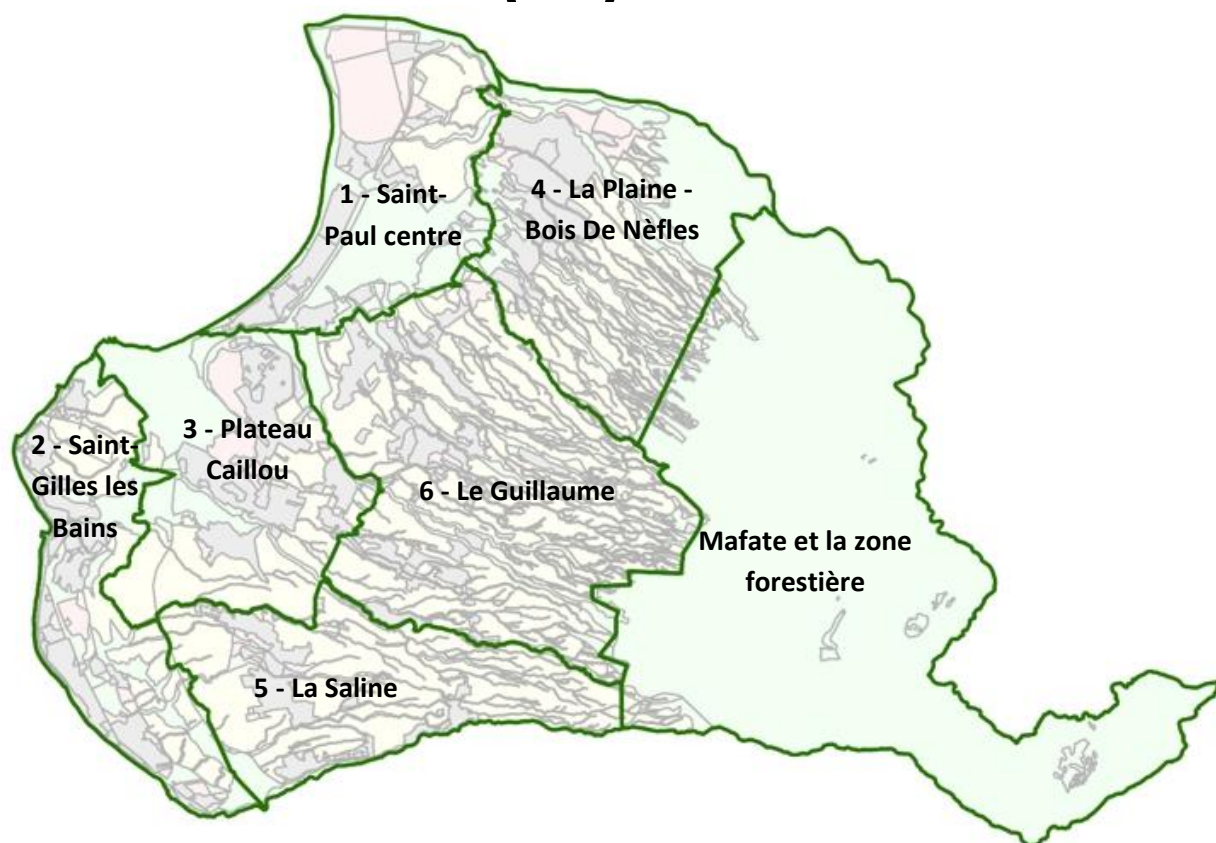 1 - Saint-
Paul centre
4 - La Plaine -
Bois De Nèfles
2 - Saint-
Gilles les
Bains
3 - Plateau
Caillou
6 - Le Guillaume
Mafate et la zone
forestière
5 - La Saline